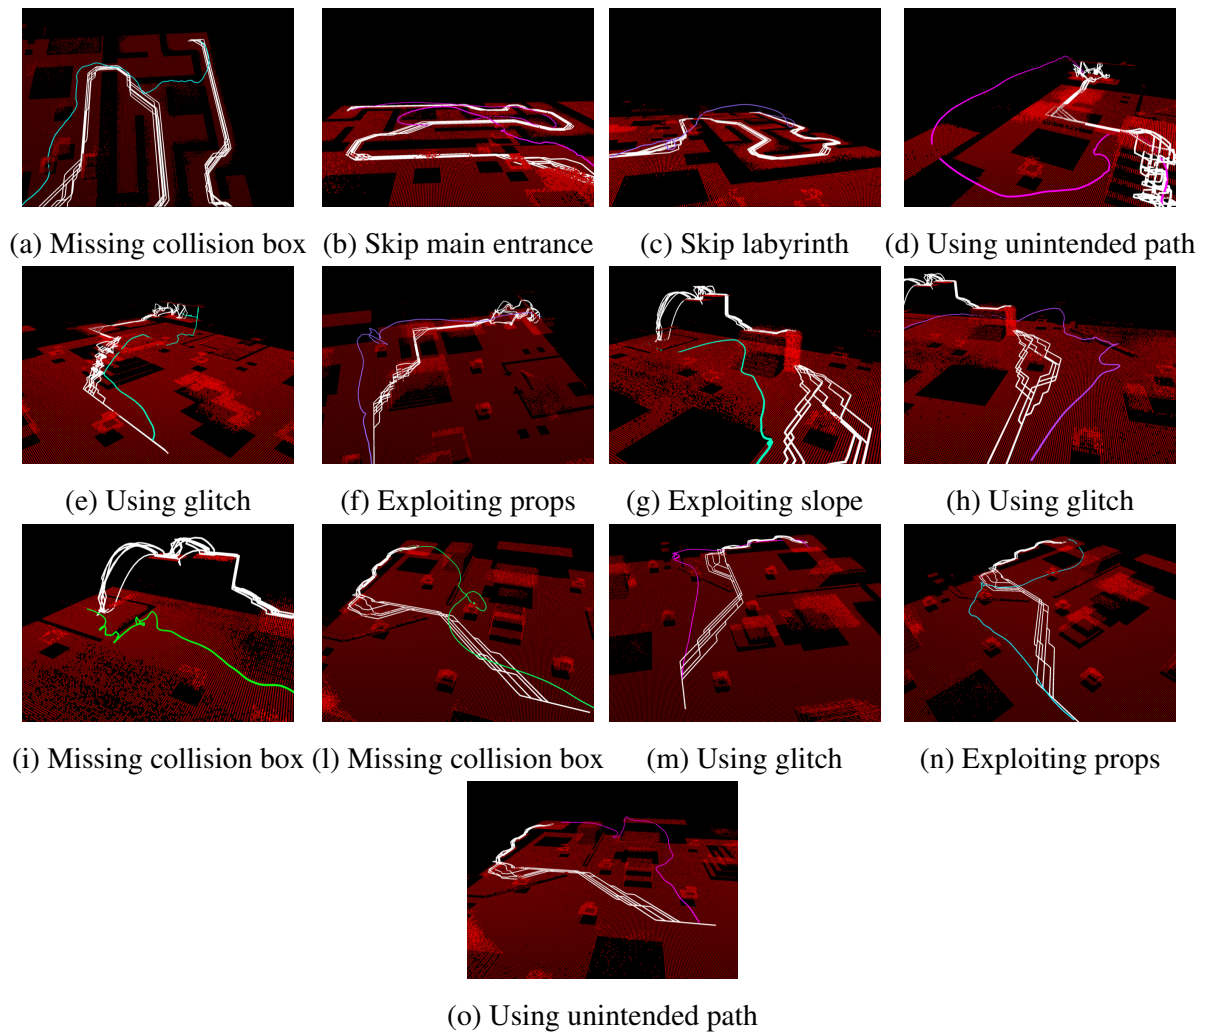 (a) Missing collision box (b) Skip main entrance (c) Skip labyrinth (d) Using unintended path
(e) Using glitch (f) Exploiting props (g) Exploiting slope (h) Using glitch
(i) Missing collision box (l) Missing collision box (m) Using glitch (n) Exploiting props
(o) Using unintended path